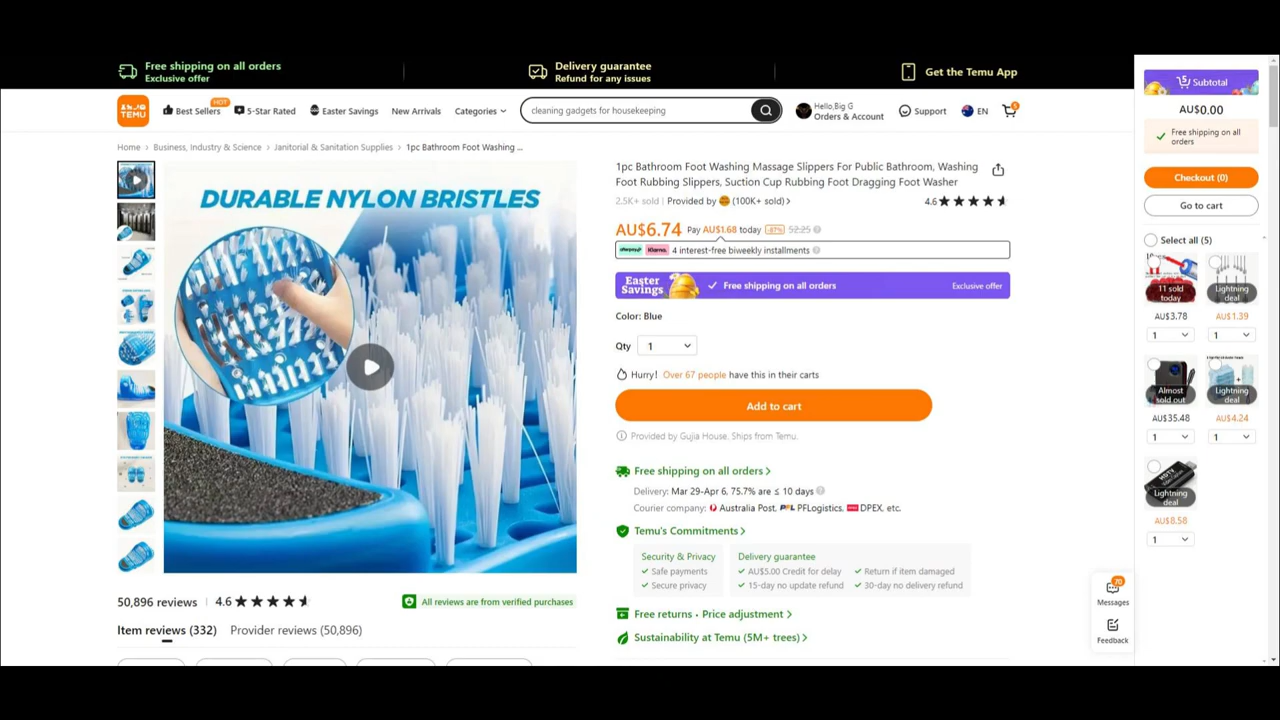 Free shipping on all orders
Exclusive offer
Delivery guarantee
Refund for any issues
Get the Temu App
TEMU
Best Sellers
HOT
5-Star Rated
Easter Savings
New Arrivals
Categories
cleaning gadgets for housekeeping
Hello, Big G
Orders & Account
Support
EN
Home › Business, Industry & Science › Janitorial & Sanitation Supplies › 1pc Bathroom Foot Washing ...
DURABLE NYLON BRISTLES
50,896 reviews
4.6
All reviews are from verified purchases
Item reviews (332)
Provider reviews (50,896)
1pc Bathroom Foot Washing Massage Slippers For Public Bathroom, Washing
Foot Rubbing Slippers, Suction Cup Rubbing Foot Dragging Foot Washer
2.5K+ sold | Provided by (100K+ sold) ›
4.6
AU$6.74 Pay AU$1.68 today -87% 52.25
afterpay Klarna 4 interest-free biweekly installments
Easter
Savings
Free shipping on all orders
Exclusive offer
Color: Blue
Qty 1
Hurry! Over 67 people have this in their carts
Add to cart
Provided by Gujia House, Ships from Temu.
Free shipping on all orders ›
Delivery: Mar 29-Apr 6, 75.7% are ≤ 10 days
Courier company: Australia Post, PFL PFLogistics, DPEX, etc.
Temu's Commitments ›
Security & Privacy
Safe payments
Secure privacy
Delivery guarantee
AU$5.00 Credit for delay
Return if item damaged
15-day no update refund
30-day no delivery refund
Free returns • Price adjustment ›
Sustainability at Temu (5M+ trees) ›
Subtotal
AU$0.00
Free shipping on all
orders
Checkout (0)
Go to cart
Select all (5)
11 sold
today
AU$3.78
1
Lightning
deal
AU$1.39
1
Almost
sold out
AU$35.48
1
Lightning
deal
AU$4.24
1
HDTV
Lightning
deal
AU$8.58
1
70
Messages
Feedback